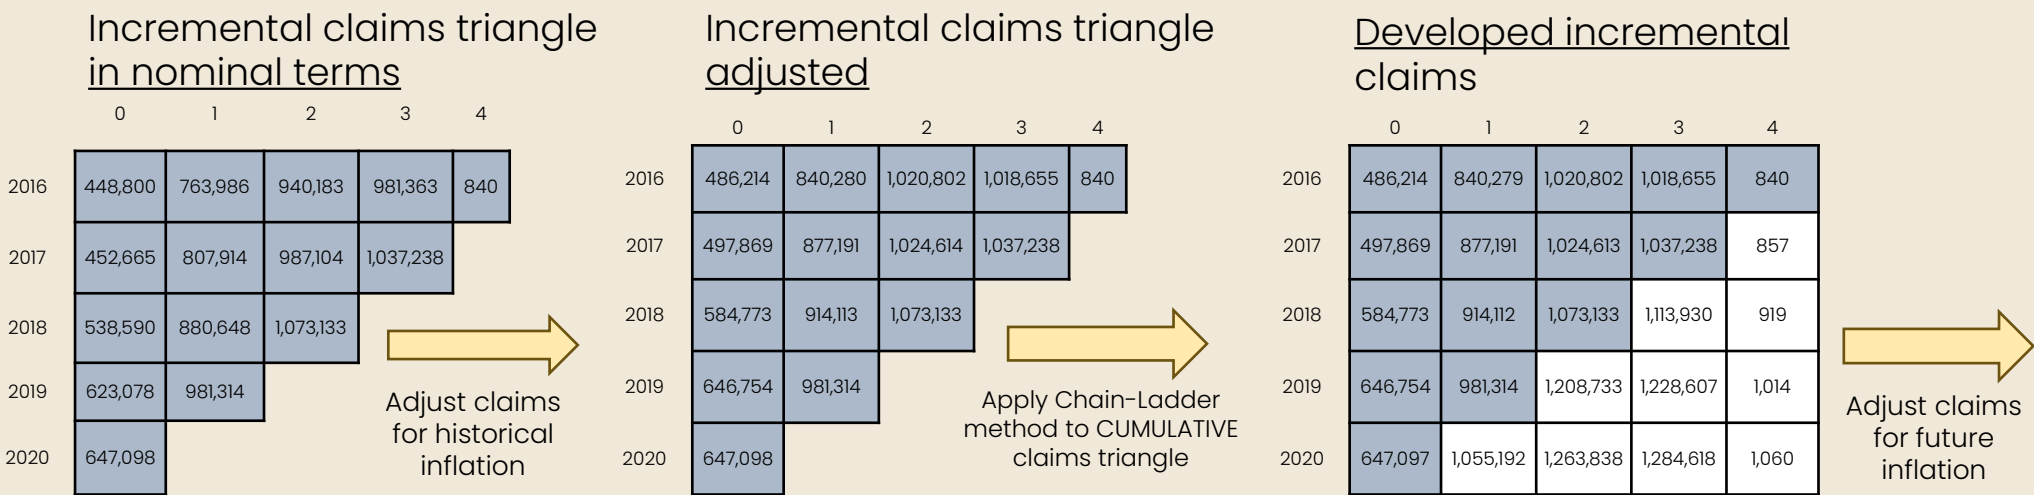 Incremental claims triangle
in nominal terms
0 1 2 3 4
2016 448,800 763,986 940,183 981,363 840
2017 452,665 807,914 987,104 1,037,238
2018 538,590 880,648 1,073,133
2019 623,078 981,314
2020 647,098
Adjust claims
for historical
inflation
Incremental claims triangle
adjusted
0 1 2 3 4
2016 486,214 840,280 1,020,802 1,018,655 840
2017 497,869 877,191 1,024,614 1,037,238
2018 584,773 914,113 1,073,133
2019 646,754 981,314
2020 647,098
Apply Chain-Ladder
method to CUMULATIVE
claims triangle
Developed incremental
claims
0 1 2 3 4
2016 486,214 840,279 1,020,802 1,018,655 840
2017 497,869 877,191 1,024,613 1,037,238 857
2018 584,773 914,112 1,073,133 1,113,930 919
2019 646,754 981,314 1,208,733 1,228,607 1,014
2020 647,097 1,055,192 1,263,838 1,284,618 1,060
Adjust claims
for future
inflation